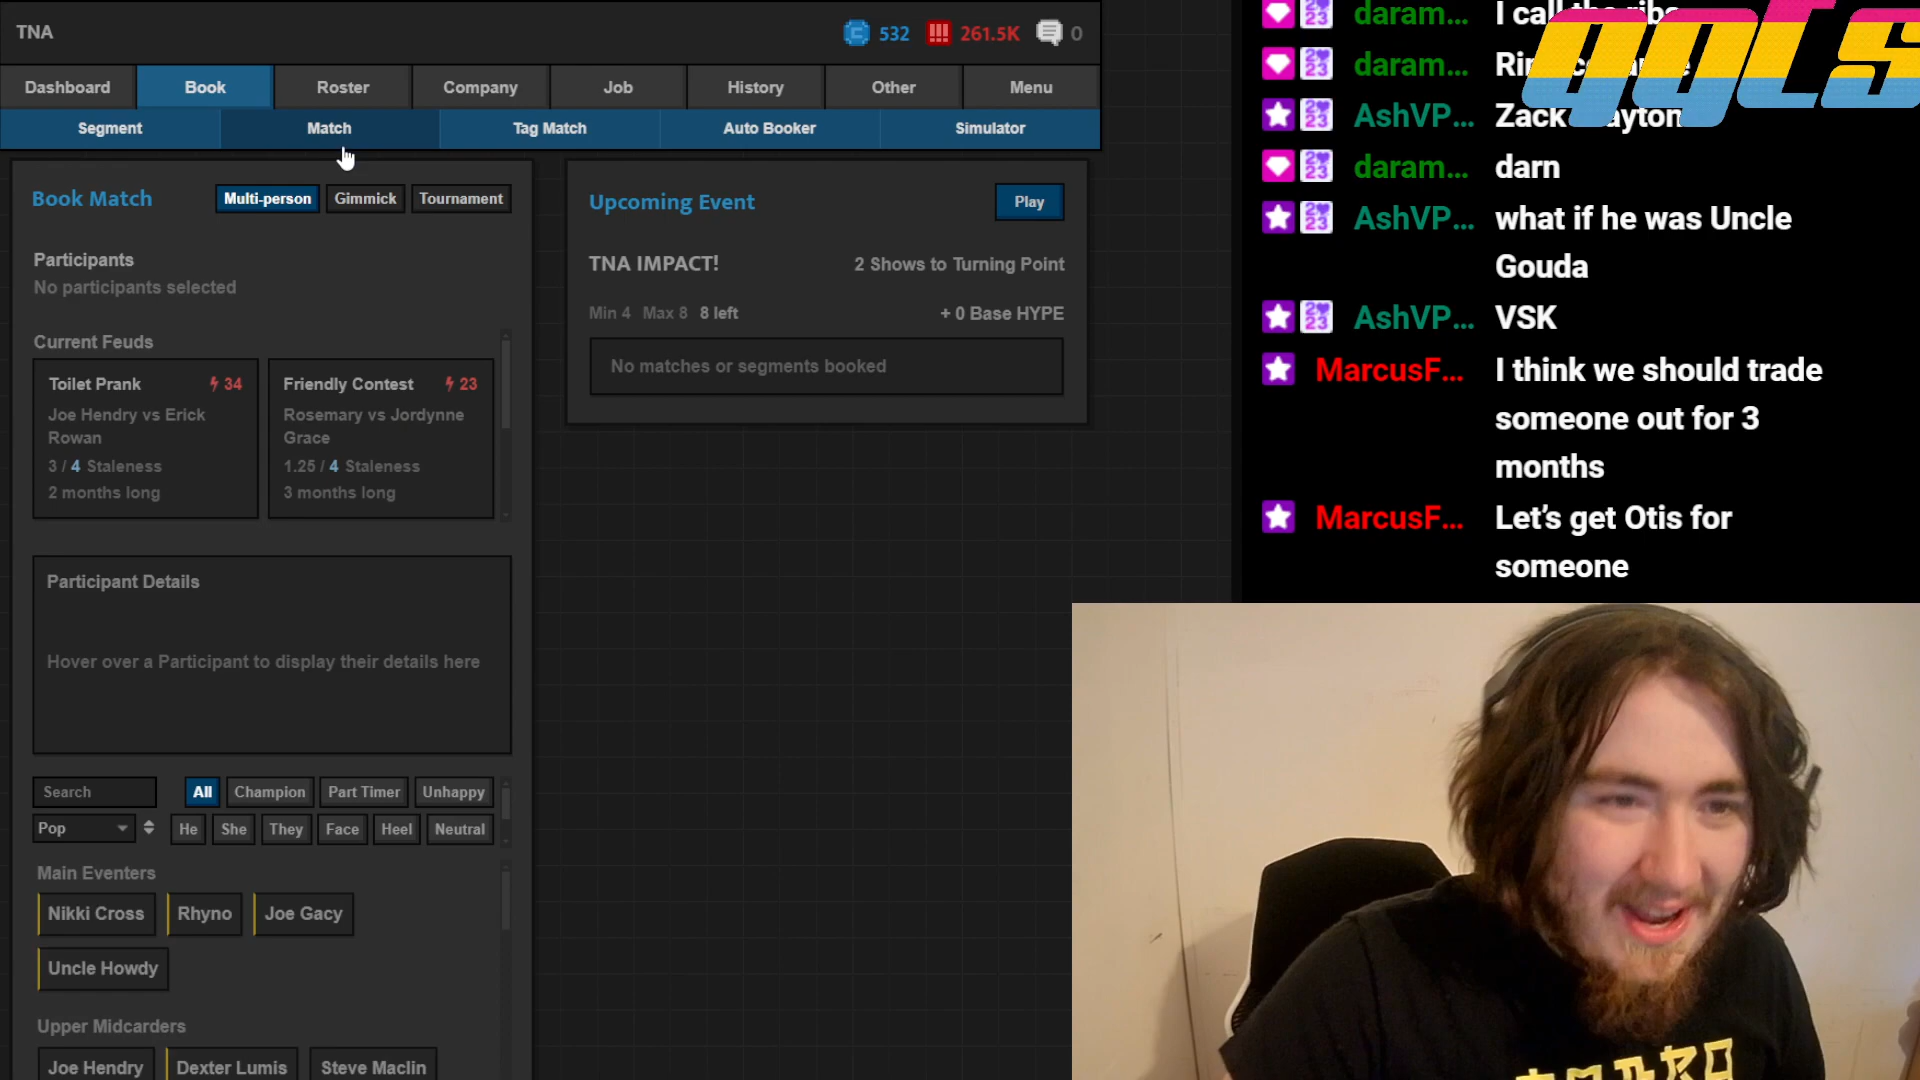 TNA
532
261.5K
0
Dashboard
Book
Roster
Company
Job
History
Other
Menu
Segment
Match
Tag Match
Auto Booker
Simulator
Book Match
Multi-person
Gimmick
Tournament
Participants
No participants selected
Current Feuds
Toilet Prank
34
Joe Hendry vs Erick
Rowan
3 / 4 Staleness
2 months long
Friendly Contest
23
Rosemary vs Jordynne
Grace
1.25 / 4 Staleness
3 months long
Participant Details
Hover over a Participant to display their details here
Search
All
Champion
Part Timer
Unhappy
Pop
He
She
They
Face
Heel
Neutral
Main Eventers
Nikki Cross
Rhyno
Joe Gacy
Uncle Howdy
Upper Midcarders
Joe Hendry
Dexter Lumis
Steve Maclin
Upcoming Event
Play
TNA IMPACT!
2 Shows to Turning Point
Min 4 Max 8 8 left
+ 0 Base HYPE
No matches or segments booked
daram... I call the ribs
daram...
AshVP... Zack
daram... darn
AshVP... what if he was Uncle
Gouda
AshVP... VSK
MarcusF... I think we should trade
someone out for 3
months
MarcusF... Let's get Otis for
someone